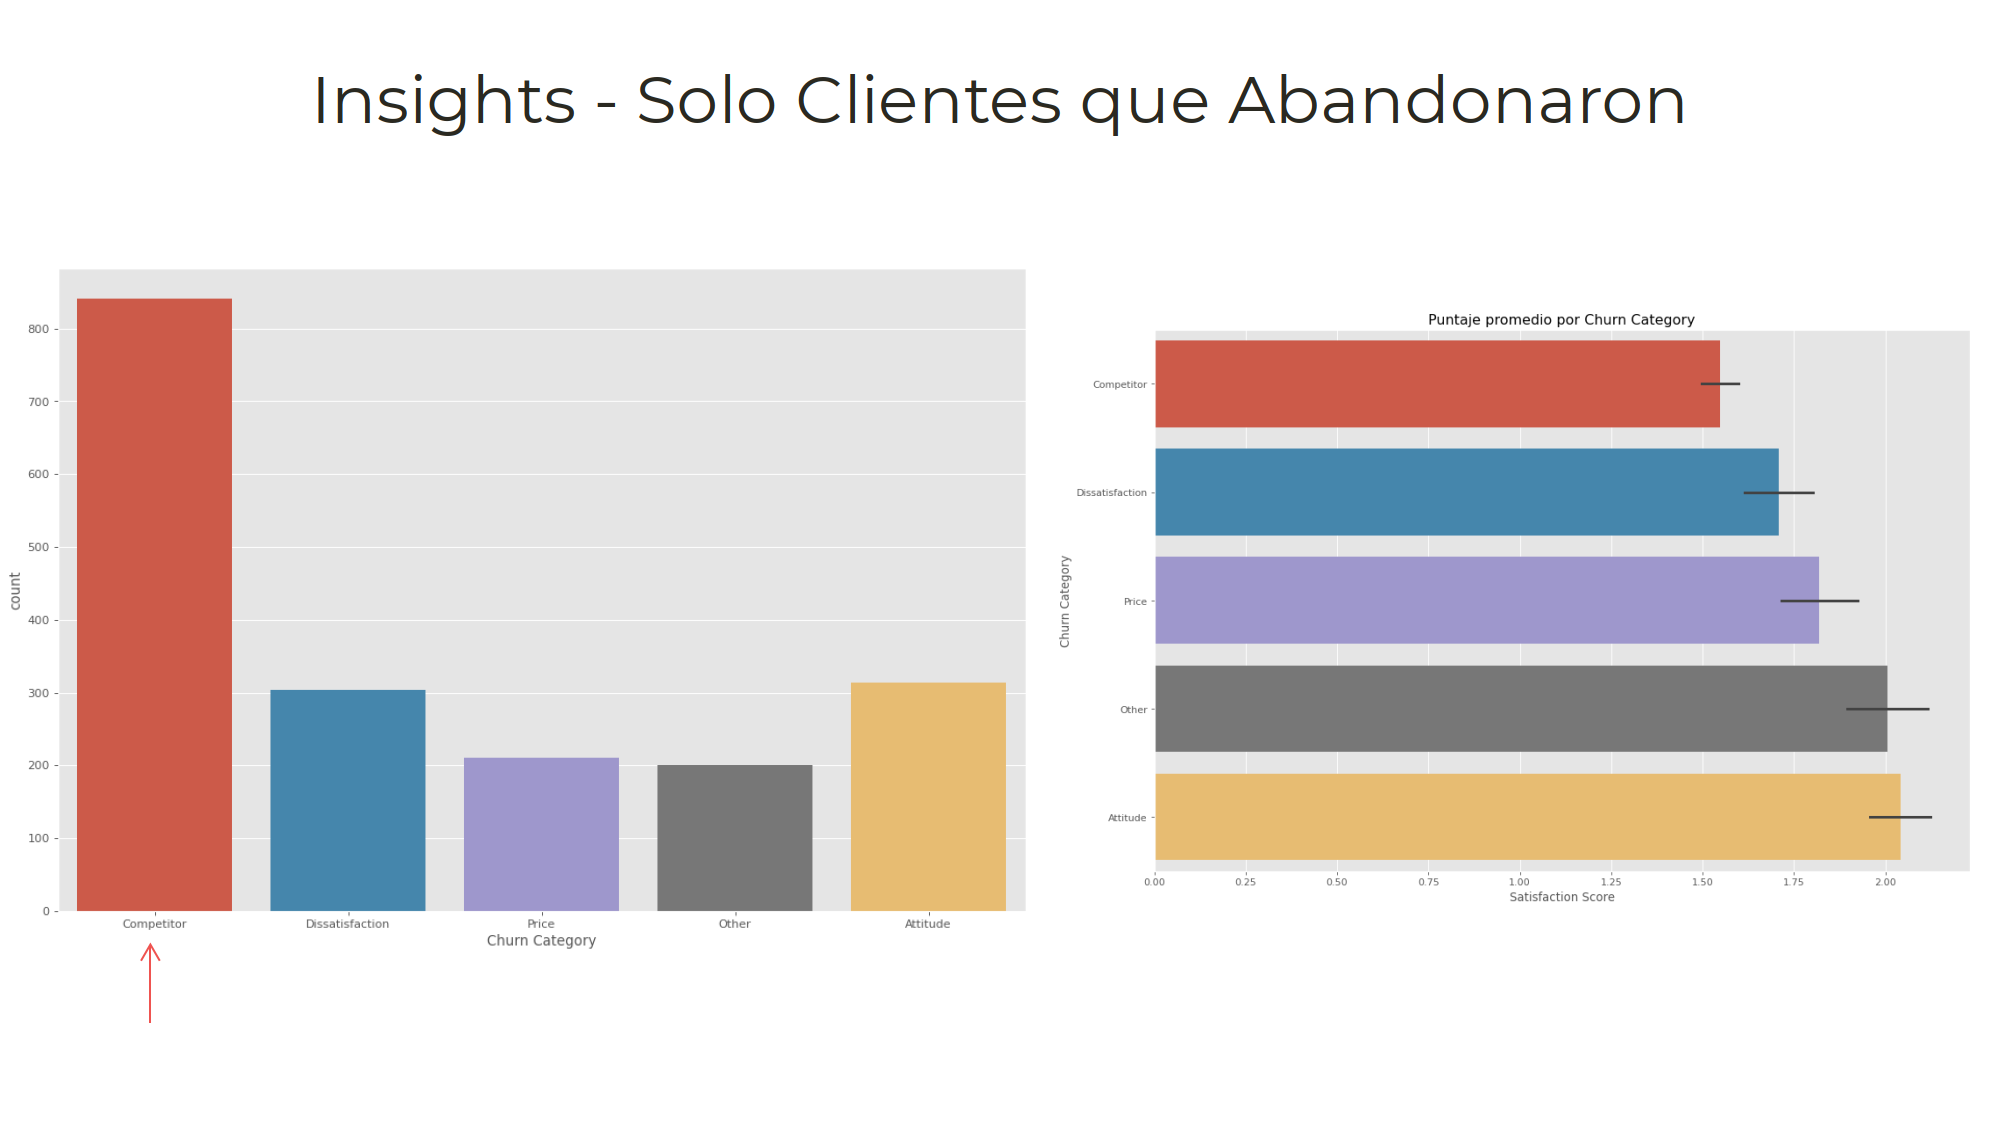 Insights - Solo Clientes que Abandonaron
800
700
600
500
400
300
200
100
0
count
Competitor
Dissatisfaction
Price
Other
Attitude
Churn Category
Puntaje promedio por Churn Category
Competitor
Dissatisfaction
Price
Other
Attitude
Churn Category
0.00
0.25
0.50
0.75
1.00
1.25
1.50
1.75
2.00
Satisfaction Score